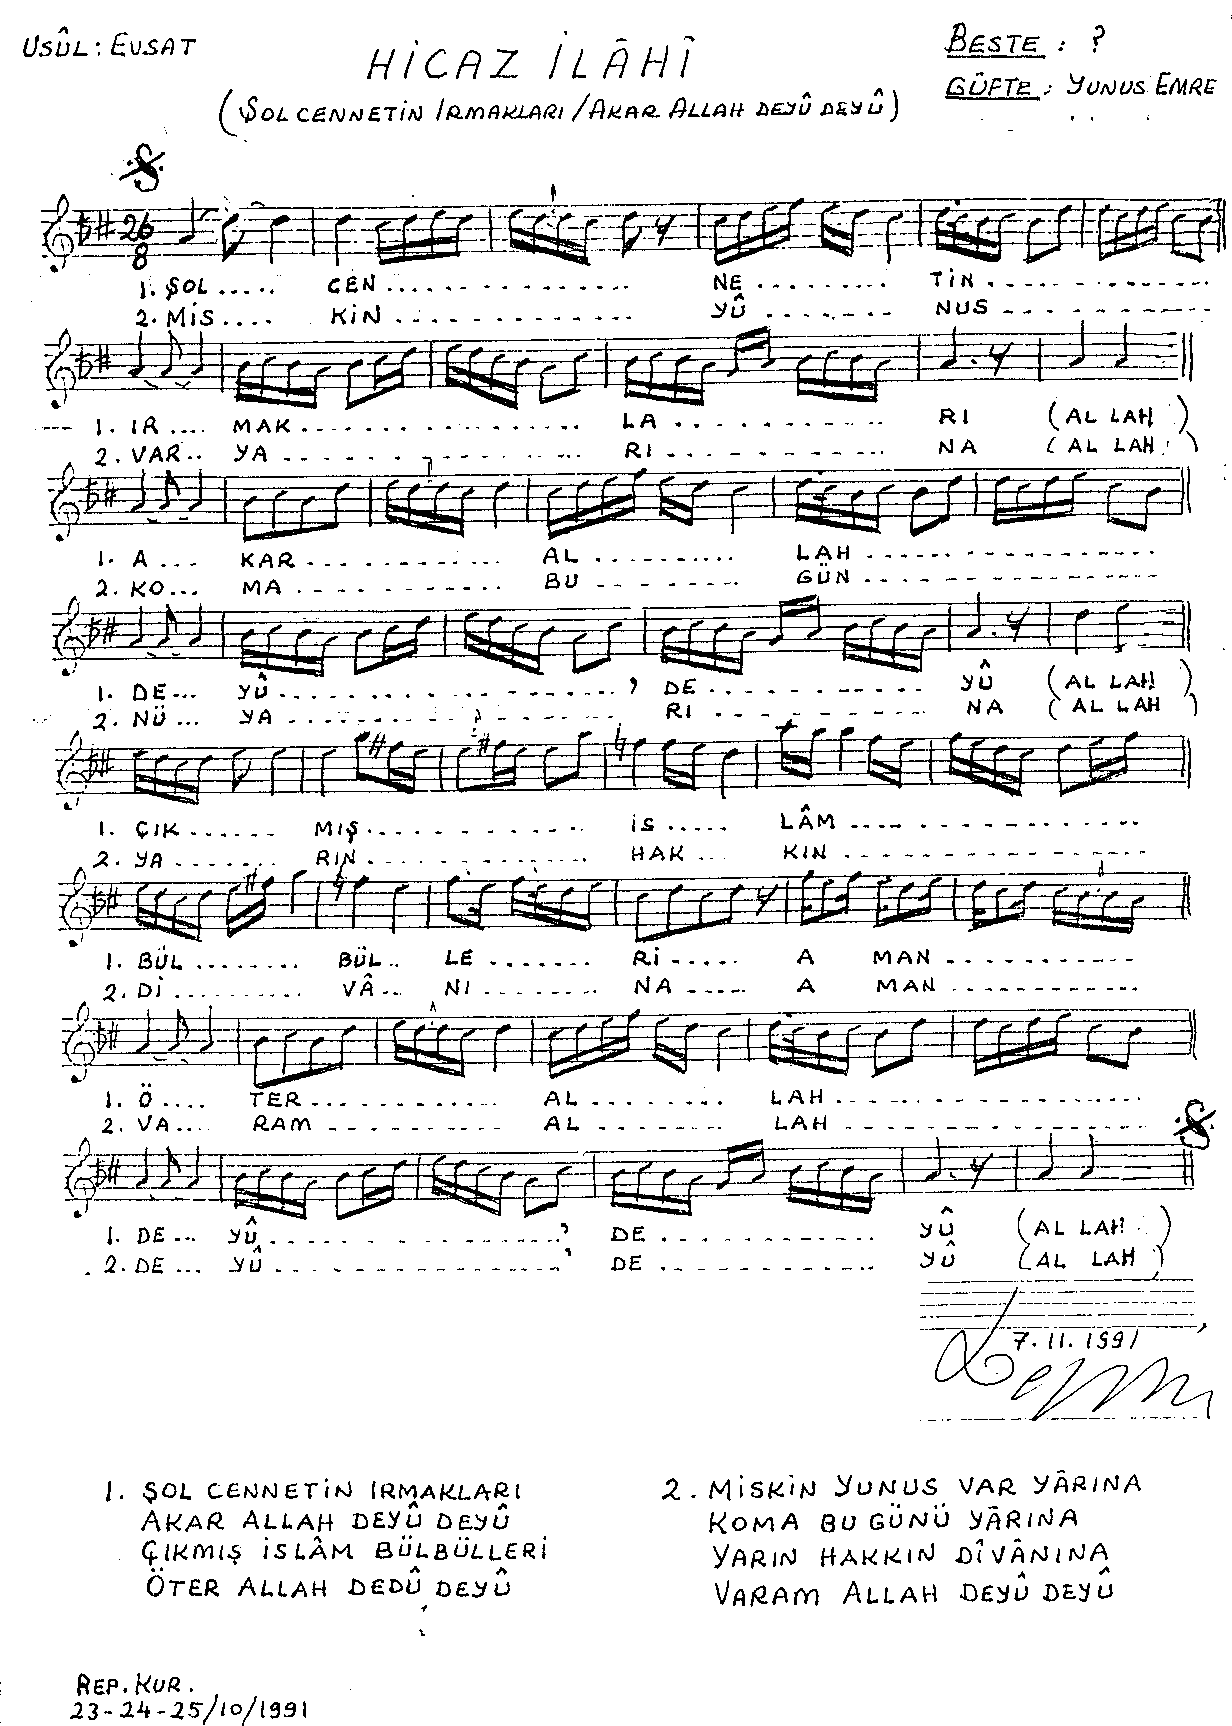 USÛL : EVSAT
HİCAZ İLÂHÎ
BESTE : ?
(ŞOL CENNETİN IRMAKLARI / AKAR ALLAH DEYÛ DEYÛ)
GÜFTE : YUNUS EMRE
26
8
1. ŞOL ..... CEN ................ NE ......... TİN ...............
2. MİS .... KİN ............... YÛ ....... NUS ..............
--- 1. IR .... MAK ................... LA .......... RI (AL LAH)
2. VAR .. YA ................... RI ............. NA (AL LAH)
1. A ... KAR ............. AL ......... LAH ...................
2. KO ... MA ............. BU ........ GÜN ...................
1. DE ... YÛ ......................, DE .............. YÛ (AL LAH)
2. NÜ ... YA ...................... RI ............. NA (AL LAH)
1. ÇIK ...... MIŞ ............... İS ..... LÂM ..................
2. YA ....... RIN ............... HAK ... KIN ..................
1. BÜL ........ BÜL .. LE ....... Rİ ..... A MAN .............
2. Dİ .......... VÂ ... NI ........ NA ..... A MAN .............
1. Ö .... TER ............ AL ........ LAH ..................
2. VA .... RAM ........... AL ........ LAH ..................
1. DE ... YÛ ....................., DE ............. YÛ (AL LAH)
2. DE ... YÛ .....................' DE ............. YÛ (AL LAH)
7.11.1991
1. ŞOL CENNETİN IRMAKLARI
AKAR ALLAH DEYÛ DEYÛ
ÇIKMIŞ İSLÂM BÜLBÜLLERİ
ÖTER ALLAH DEDÛ DEYÛ
2. MİSKİN YUNUS VAR YÂRINA
KOMA BU GÜNÜ YÂRINA
YARIN HAKKIN DÎVÂNINA
VARAM ALLAH DEYÛ DEYÛ
REP. KUR.
23-24-25/10/1991